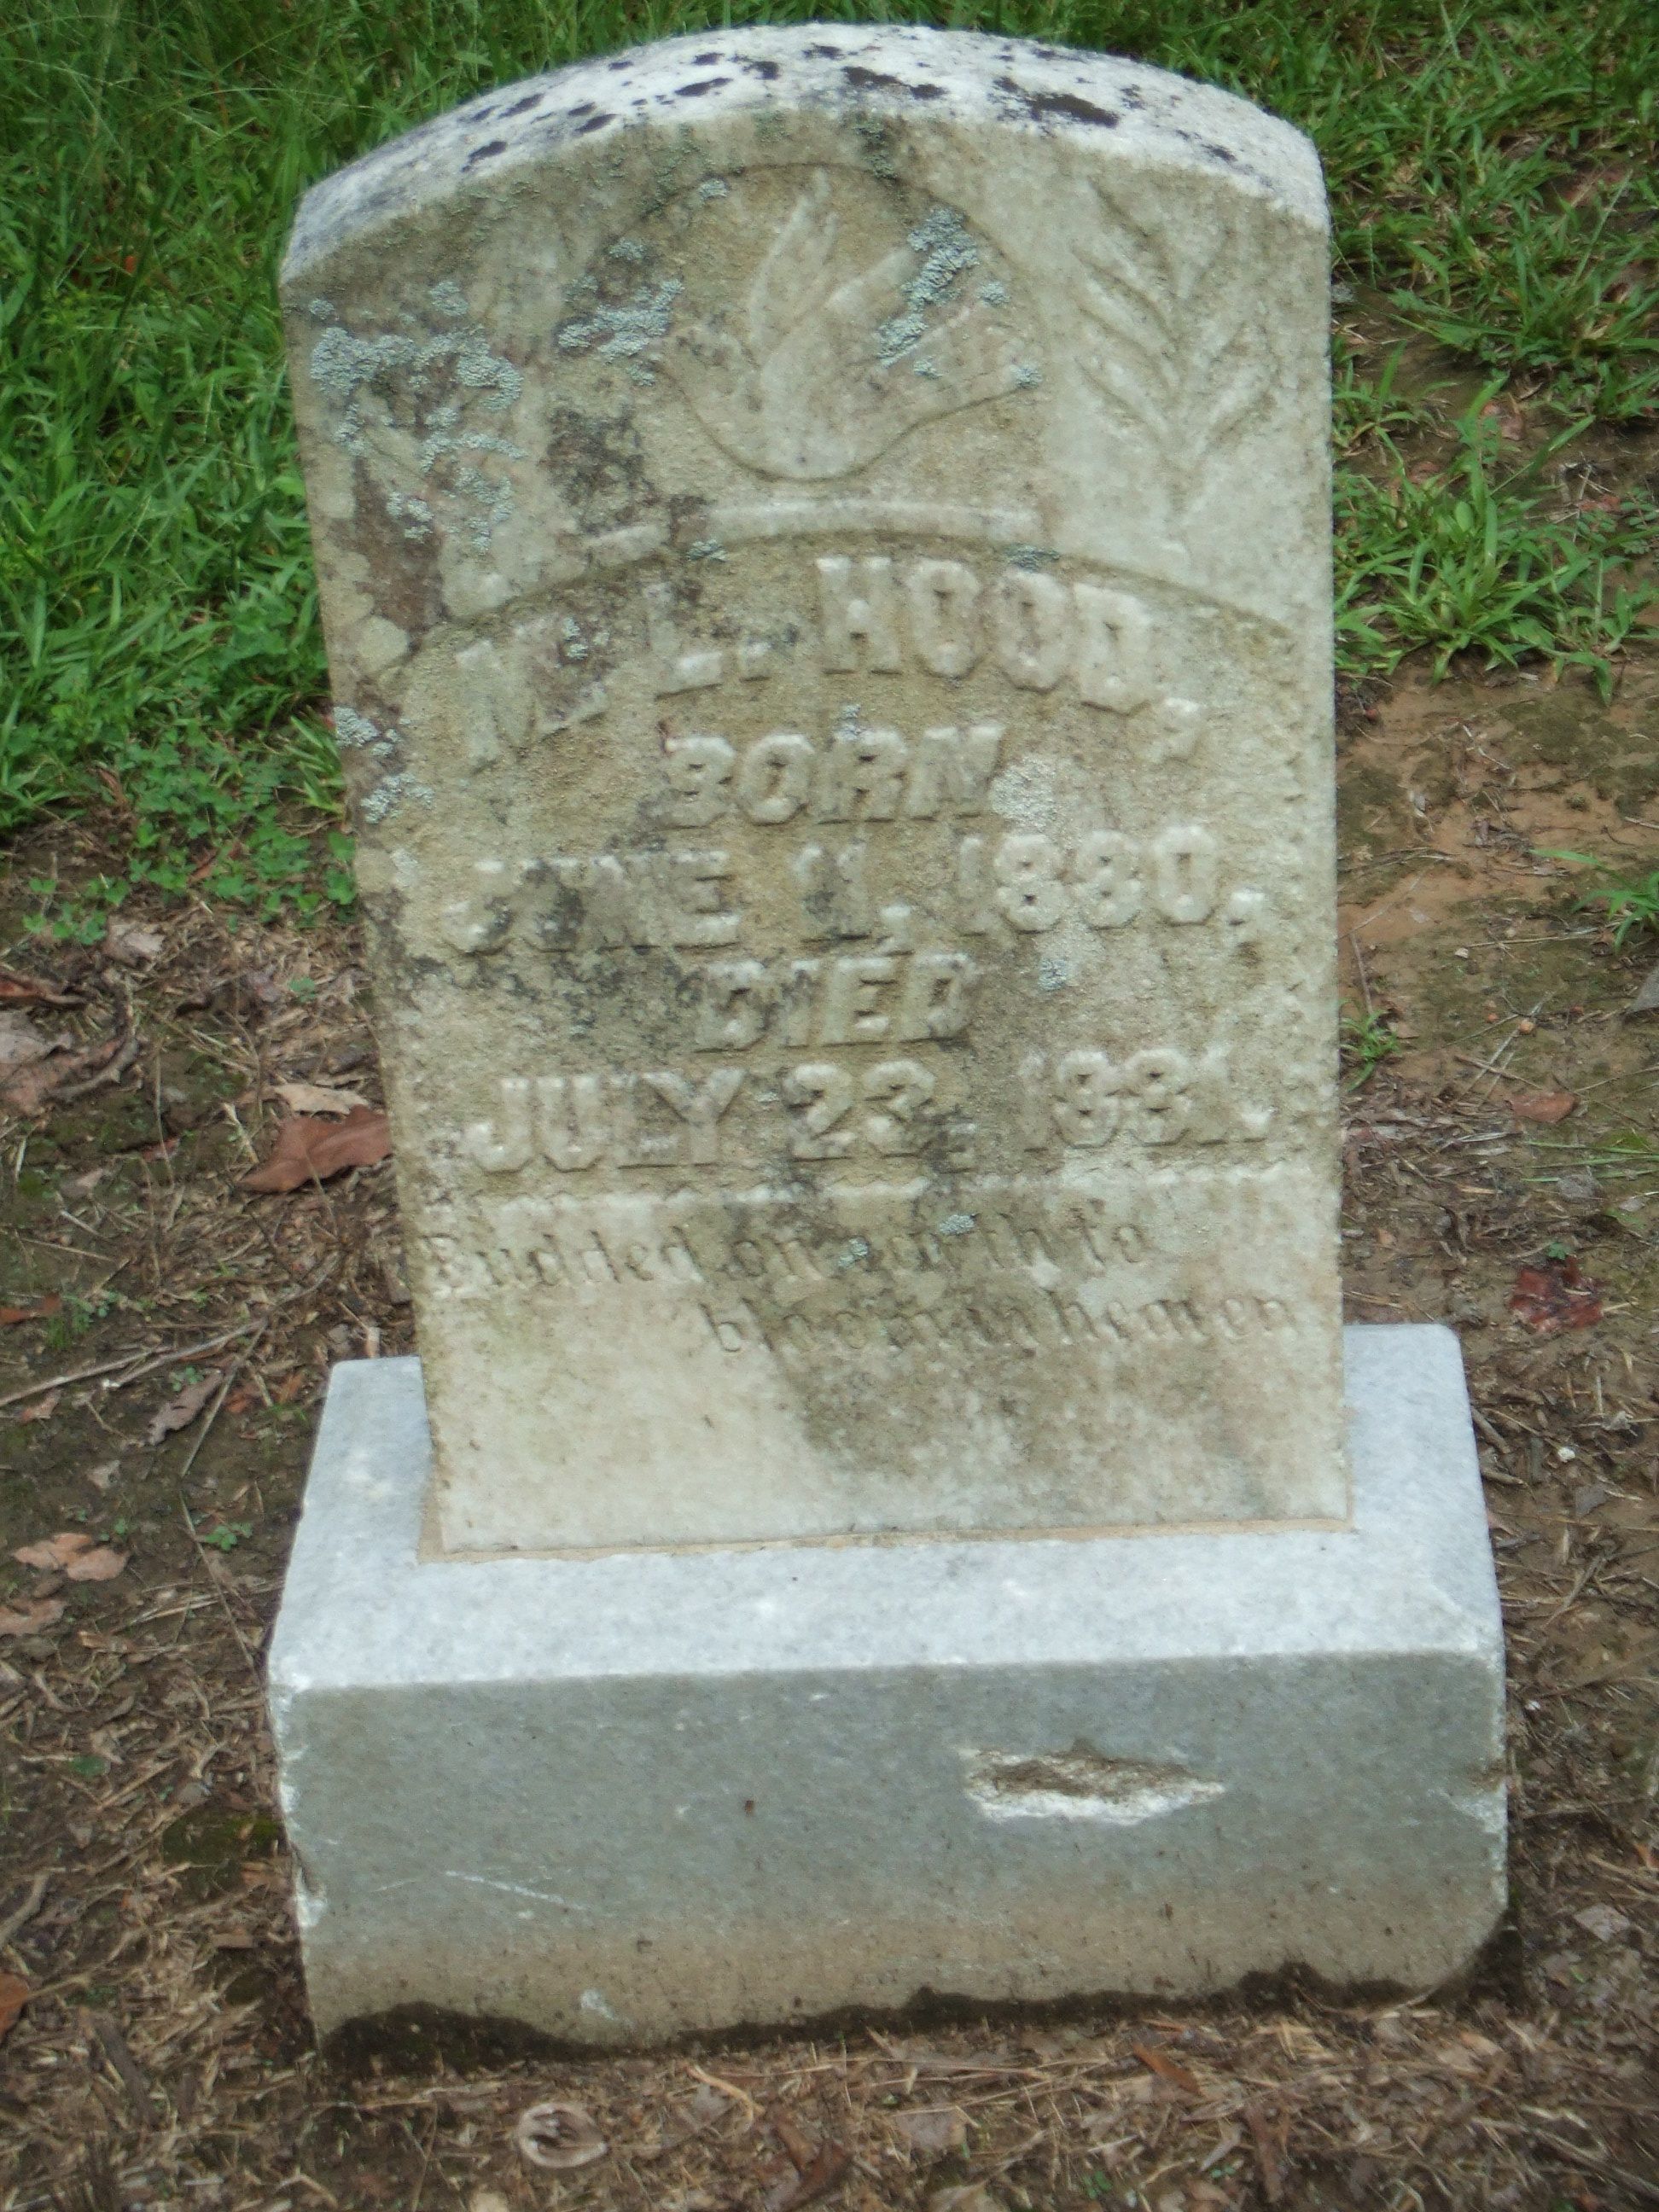 HOOD,
BORN
JUNE 11, 1880,
DIED
JULY 23, 1881.
Budded on earth to
bloom in heaven